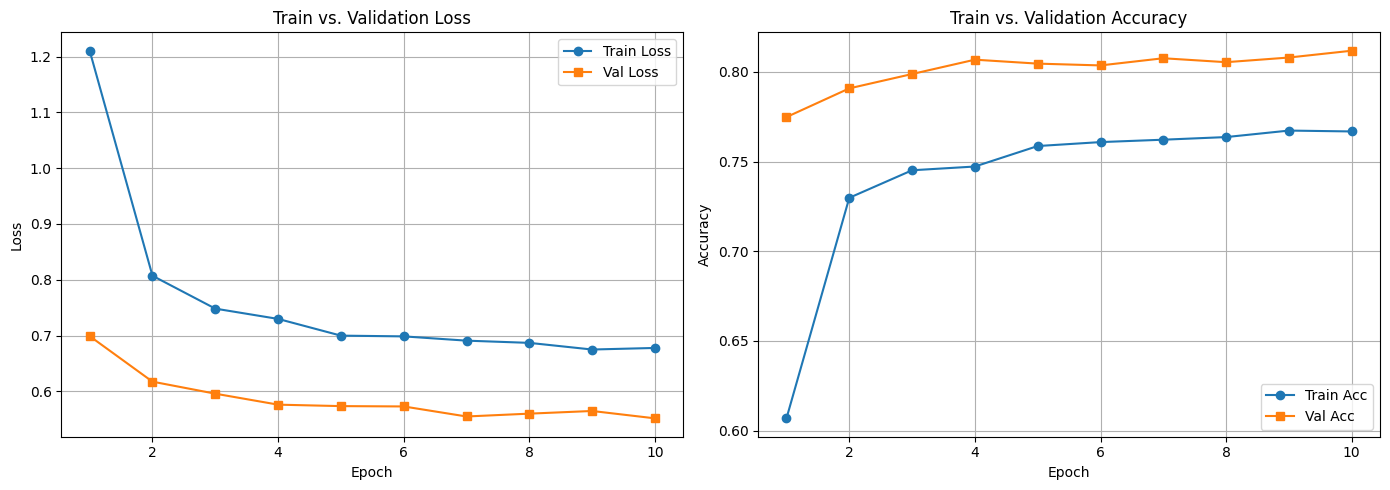 Train vs. Validation Loss
Train Loss
Val Loss
1.2
1.1
1.0
0.9
0.8
0.7
0.6
Loss
2
4
6
8
10
Epoch
Train vs. Validation Accuracy
0.80
0.75
0.70
0.65
0.60
Accuracy
Train Acc
Val Acc
2
4
6
8
10
Epoch